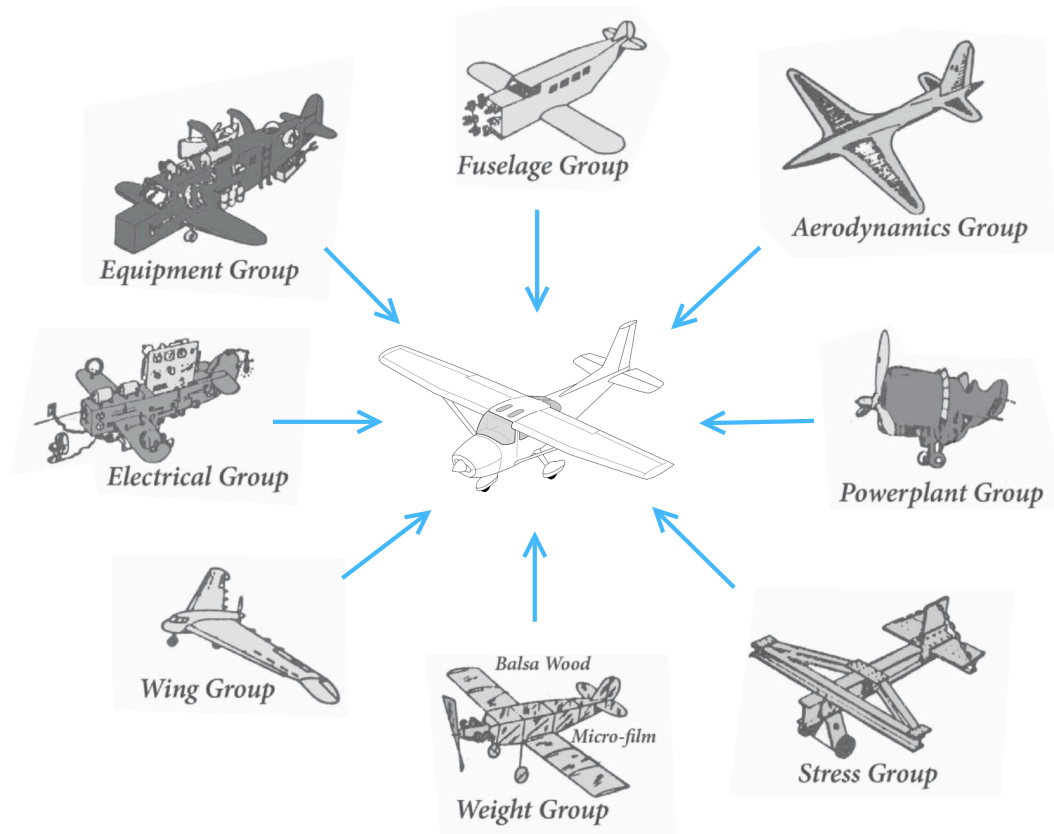 Fuselage Group
Aerodynamics Group
Equipment Group
Electrical Group
Powerplant Group
Wing Group
Balsa Wood
Micro-film
Weight Group
Stress Group